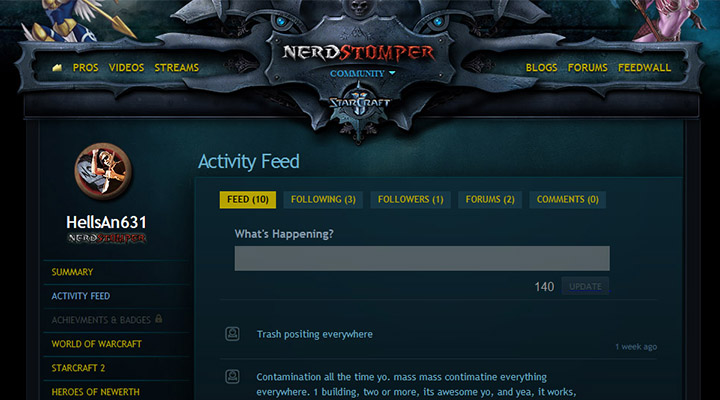 NERDSTOMPER
PROS VIDEOS STREAMS
BLOGS FORUMS FEEDWALL
COMMUNITY
STARCRAFT
II
Activity Feed
FEED (10) FOLLOWING (3) FOLLOWERS (1) FORUMS (2) COMMENTS (0)
HellsAn631
NERDSTOMPER
What's Happening?
140 UPDATE
SUMMARY
ACTIVITY FEED
ACHIEVMENTS & BADGES
WORLD OF WARCRAFT
STARCRAFT 2
HEROES OF NEWERTH
Trash positing everywhere
1 week ago
Contamination all the time yo. mass mass contimatine everything
everywhere. 1 building, two or more, its awesome yo, and yea, it works,